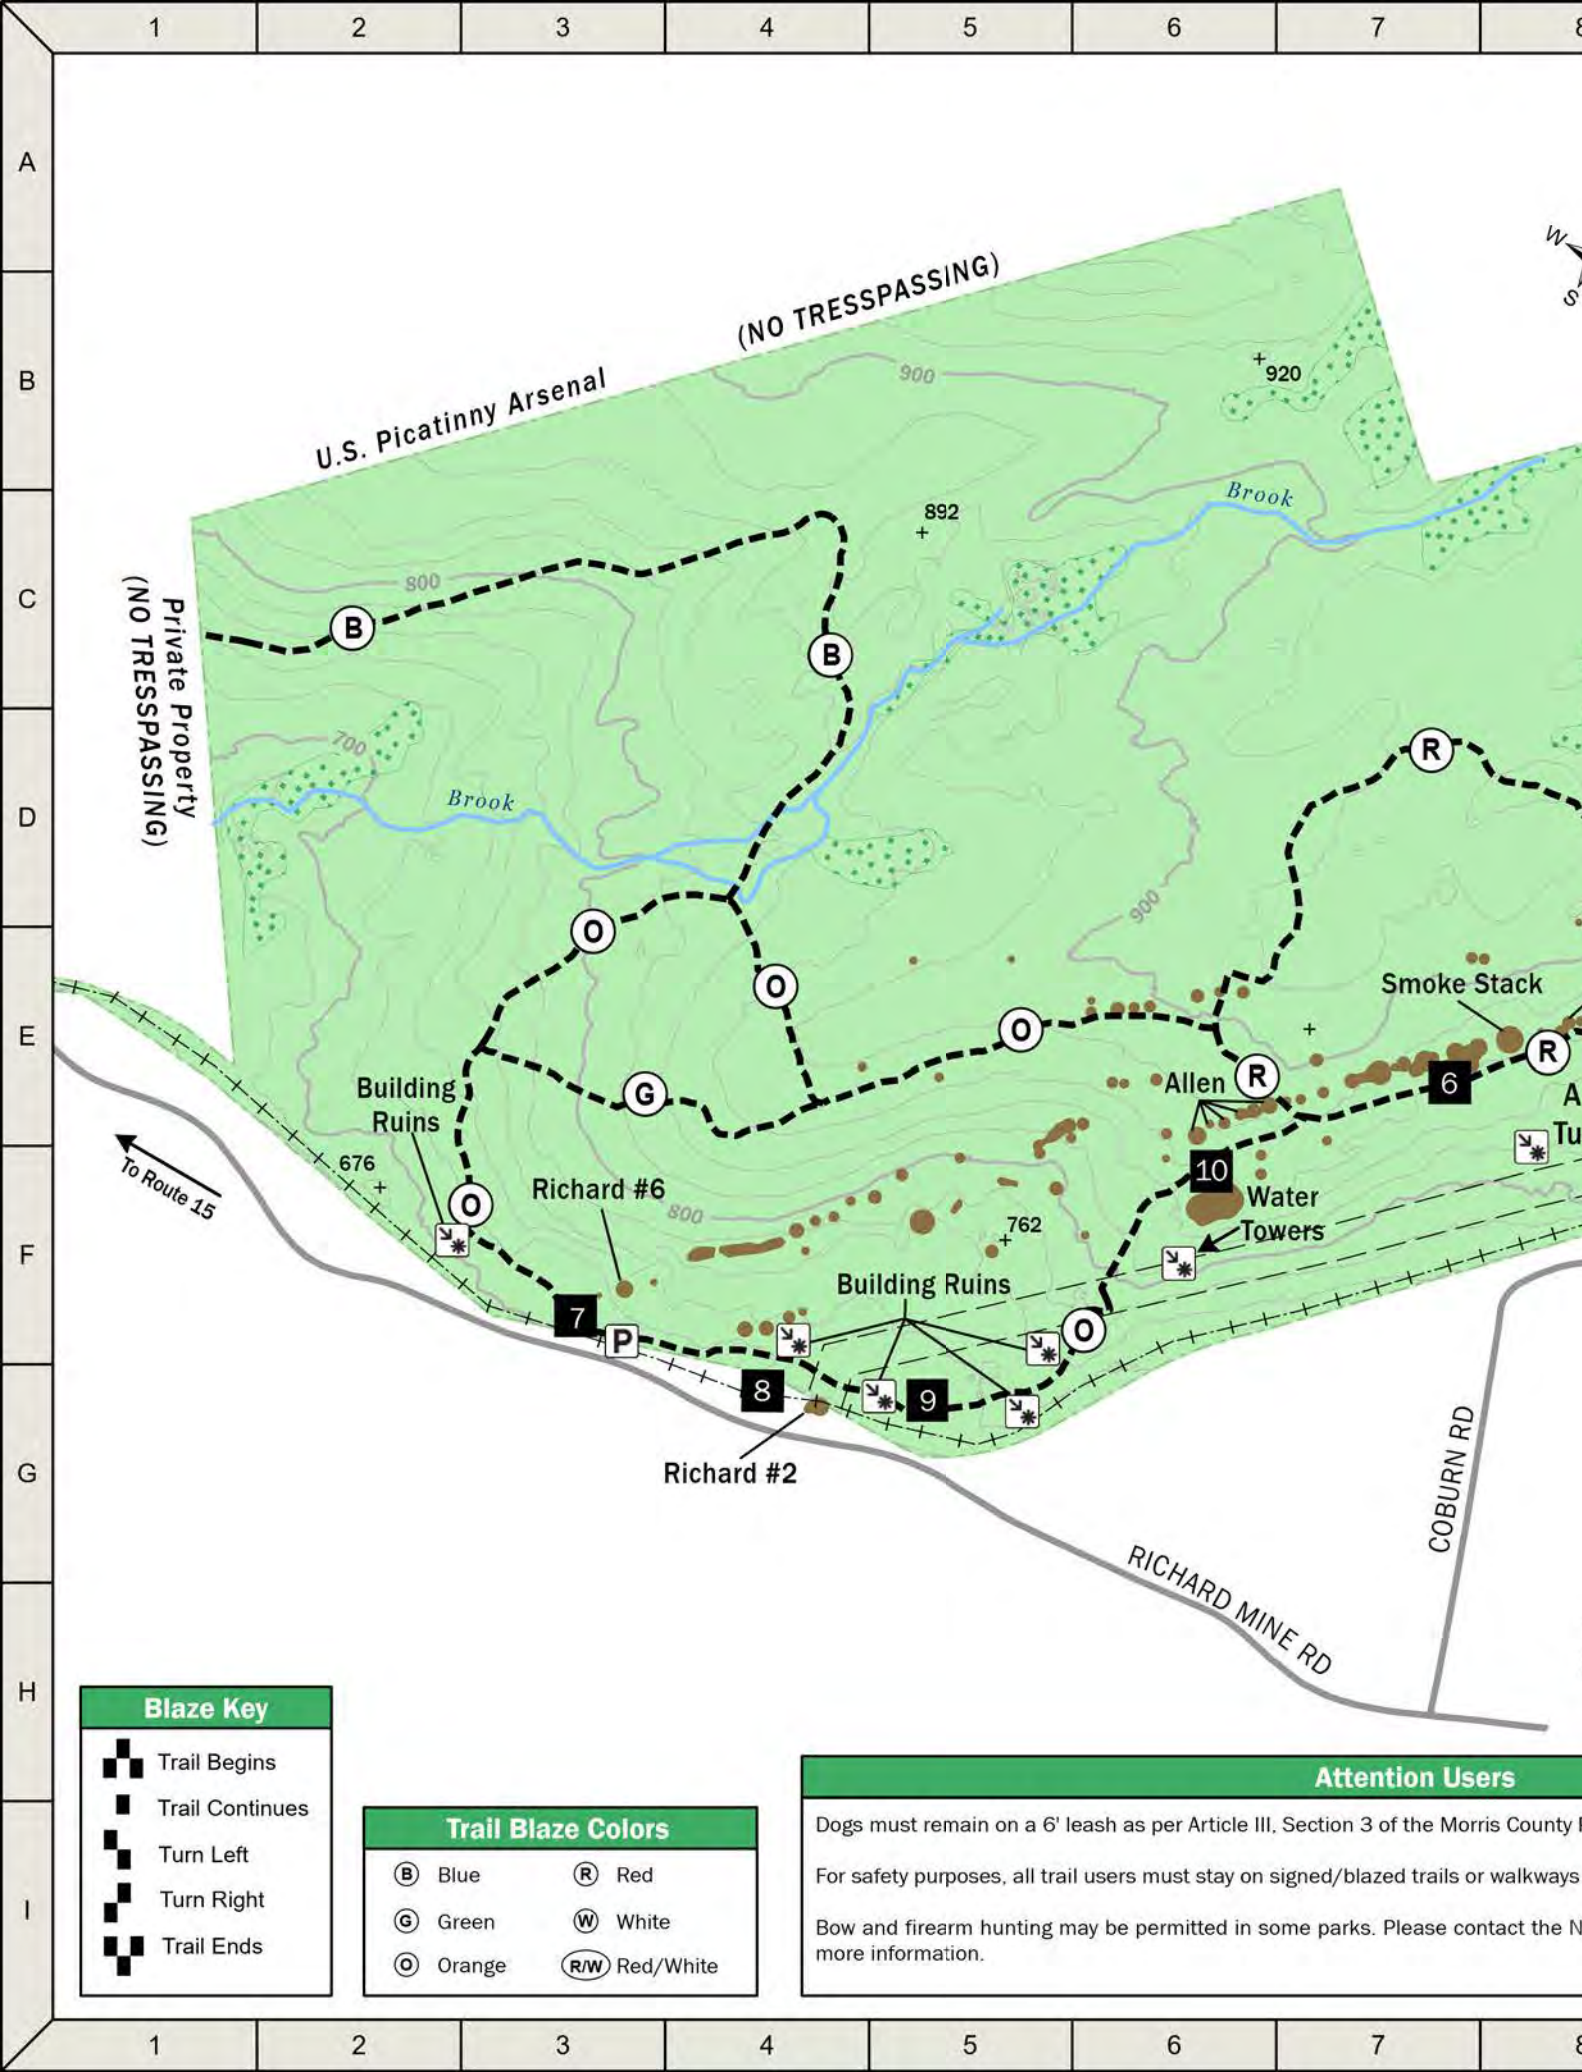 1 2 3 4 5 6 7 8
A
B
C
D
E
F
G
H
I
W
S
(NO TRESSPASSING)
U.S. Picatinny Arsenal
900
920
Brook
892
800
B
B
Private Property
(NO TRESSPASSING)
700
Brook
R
900
O
O
Smoke Stack
O
R
Building
Ruins
G
Allen
R
6
A
Tu
To Route 15
676
O
Richard #6
800
10
Water
Towers
762
Building Ruins
7
P
O
8
9
Richard #2
COBURN RD
RICHARD MINE RD
Blaze Key
Trail Begins
Trail Continues
Turn Left
Turn Right
Trail Ends
Trail Blaze Colors
B Blue
R Red
G Green
W White
O Orange
R/W Red/White
Attention Users
Dogs must remain on a 6' leash as per Article III, Section 3 of the Morris County
For safety purposes, all trail users must stay on signed/blazed trails or walkways
Bow and firearm hunting may be permitted in some parks. Please contact the N
more information.
1 2 3 4 5 6 7 8